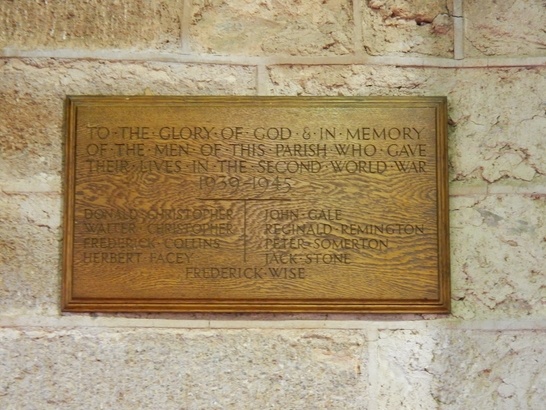 TO·THE·GLORY·OF·GOD·&·IN·MEMORY
OF·THE·MEN·OF·THIS·PARISH·WHO·GAVE
THEIR·LIVES·IN·THE·SECOND·WORLD·WAR
1939-1945
DONALD·CHRISTOPHER
WALTER·CHRISTOPHER
FREDERICK·COLLINS
HERBERT·FACEY
JOHN·GALE
REGINALD·REMINGTON
PETER·SOMERTON
JACK·STONE
FREDERICK·WISE